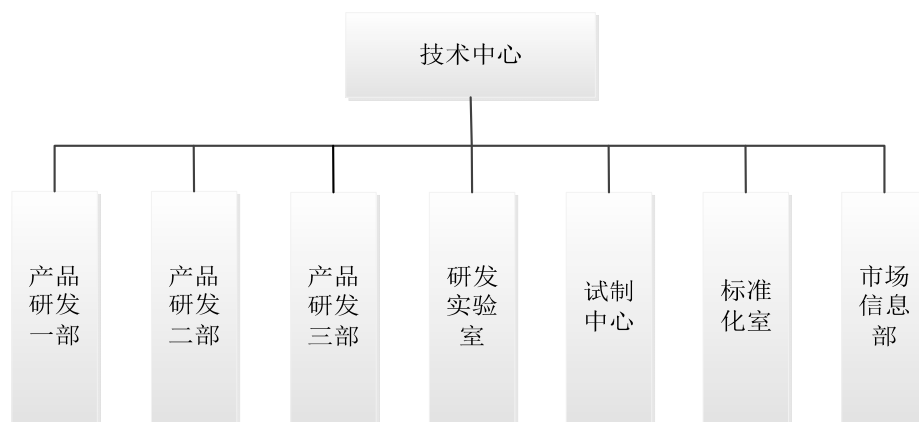 技术中心
产品
研发
一部
产品
研发
二部
产品
研发
三部
研发
实验
室
试制
中心
标准
化室
市场
信息
部